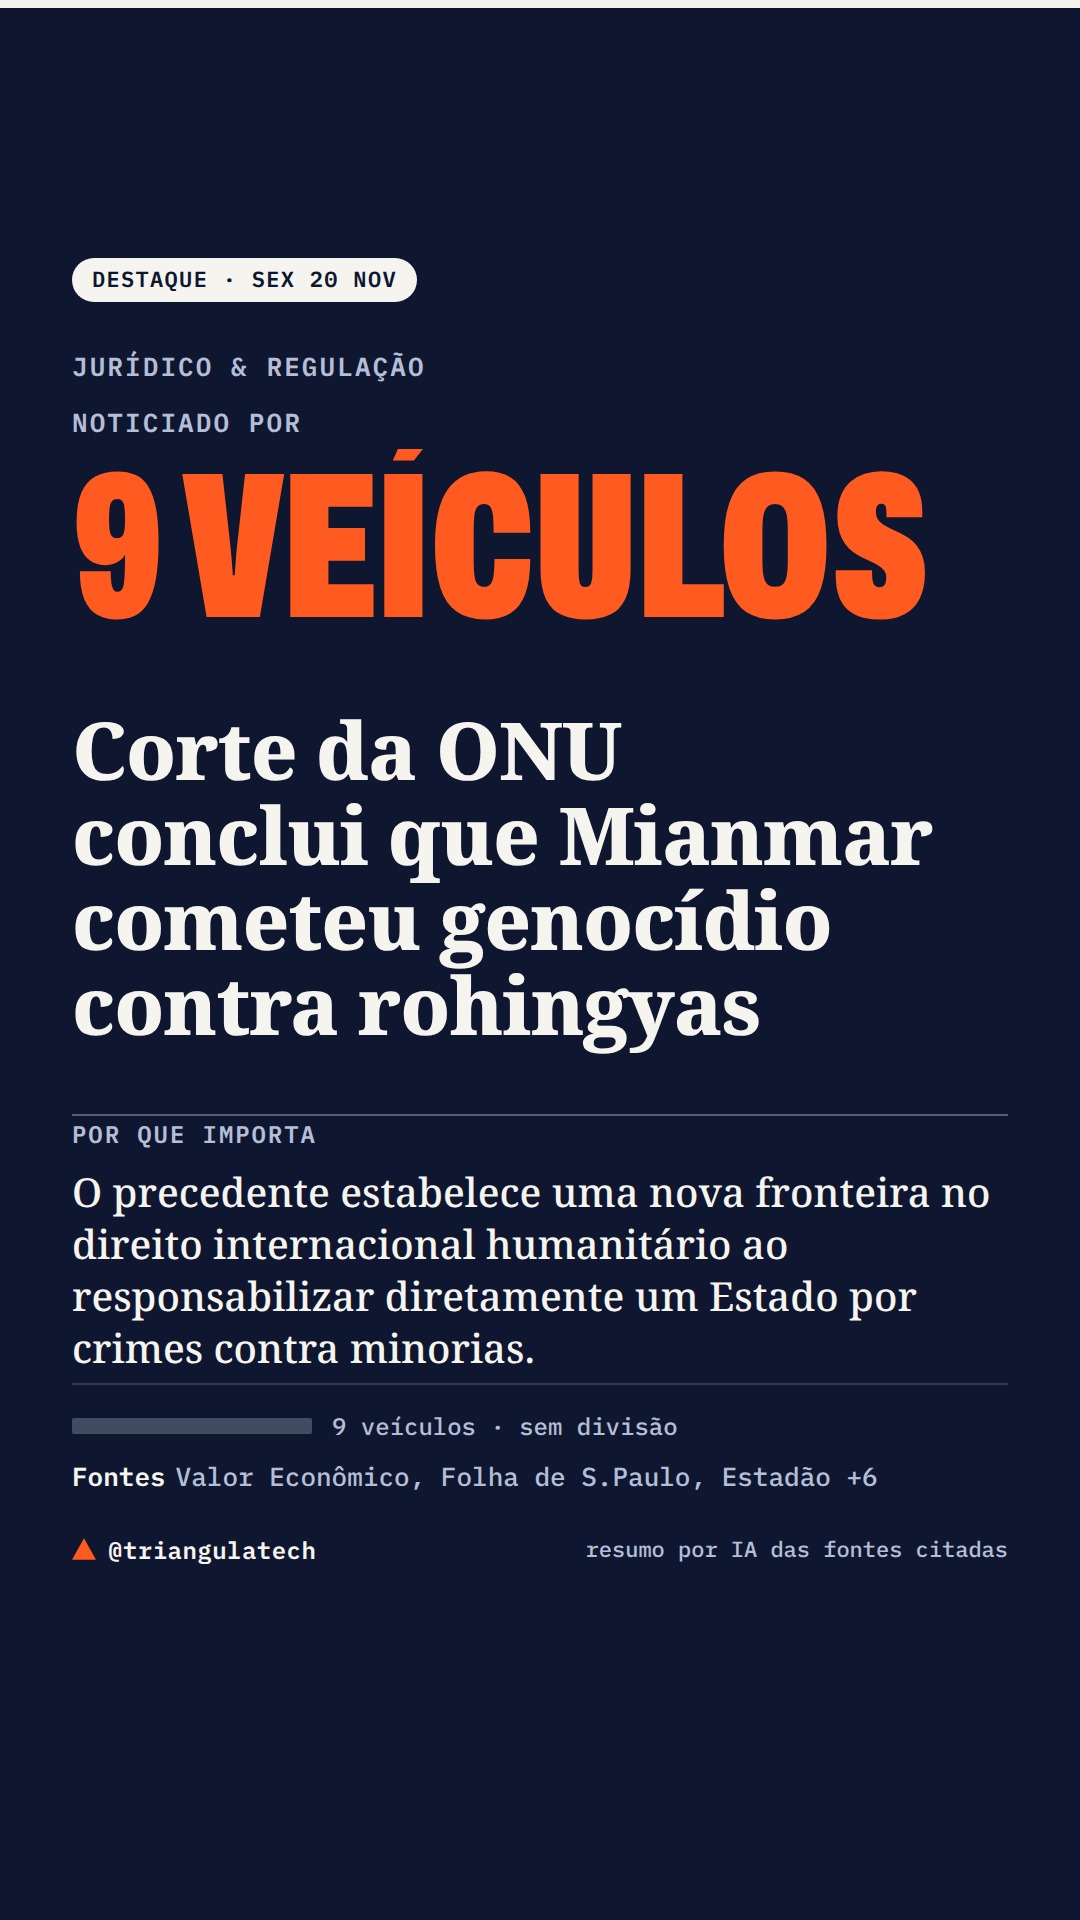 DESTAQUE · SEX 20 NOV
JURÍDICO & REGULAÇÃO
NOTICIADO POR
9 VEÍCULOS
Corte da ONU
conclui que Mianmar
cometeu genocídio
contra rohingyas
POR QUE IMPORTA
O precedente estabelece uma nova fronteira no
direito internacional humanitário ao
responsabilizar diretamente um Estado por
crimes contra minorias.
9 veículos · sem divisão
Fontes Valor Econômico, Folha de S.Paulo, Estadão +6
@triangulatech
resumo por IA das fontes citadas